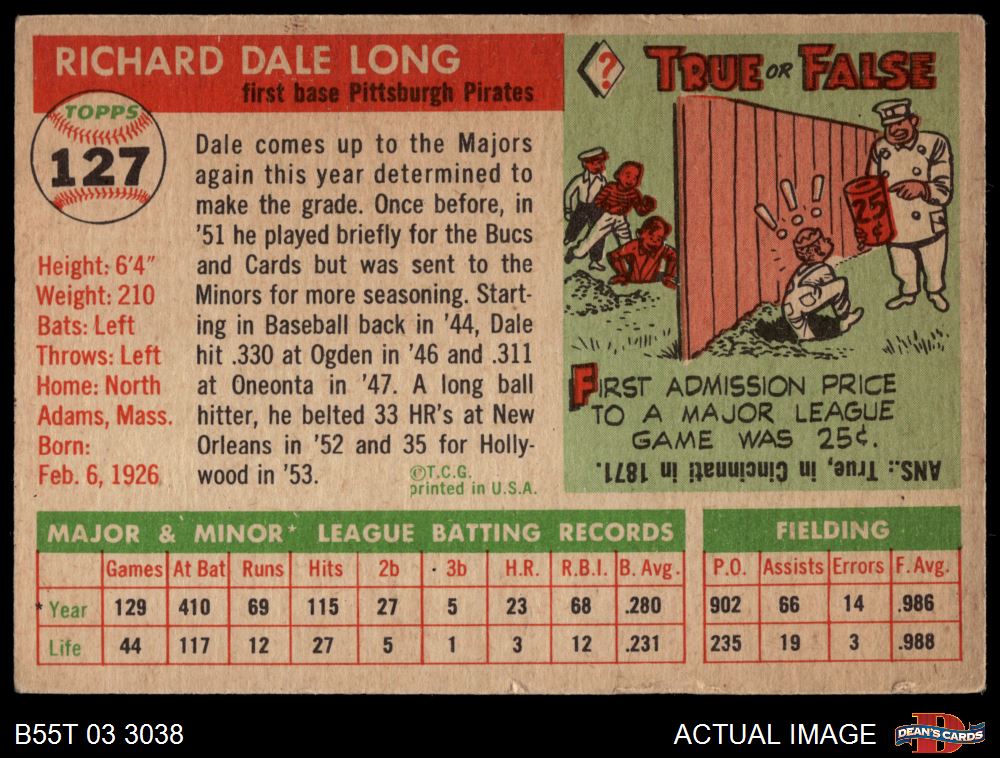 RICHARD DALE LONG
first base Pittsburgh Pirates
TOPPS
127
Height: 6'4"
Weight: 210
Bats: Left
Throws: Left
Home: North
Adams, Mass.
Born:
Feb. 6, 1926
Dale comes up to the Majors
again this year determined to
make the grade. Once before, in
'51 he played briefly for the Bucs
and Cards but was sent to the
Minors for more seasoning. Start-
ing in Baseball back in '44, Dale
hit .330 at Ogden in '46 and .311
at Oneonta in '47. A long ball
hitter, he belted 33 HR's at New
Orleans in '52 and 35 for Holly-
wood in '53.
©T.C.G.
printed in U.S.A.
? TRUE OR FALSE
! ! !
25
¢
FIRST ADMISSION PRICE
TO A MAJOR LEAGUE
GAME WAS 25¢.
ANS.: True, in Cincinnati in 1871.
MAJOR & MINOR* LEAGUE BATTING RECORDS
Games At Bat Runs Hits 2b 3b H.R. R.B.I. B. Avg.
* Year 129 410 69 115 27 5 23 68 .280
Life 44 117 12 27 5 1 3 12 .231
FIELDING
P.O. Assists Errors F. Avg.
902 66 14 .986
235 19 3 .988
B55T 03 3038
ACTUAL IMAGE
DEAN'S CARDS